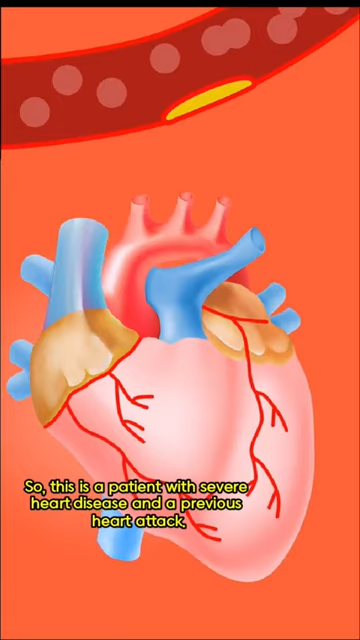 So, this is a patient with severe
heart disease and a previous
heart attack.